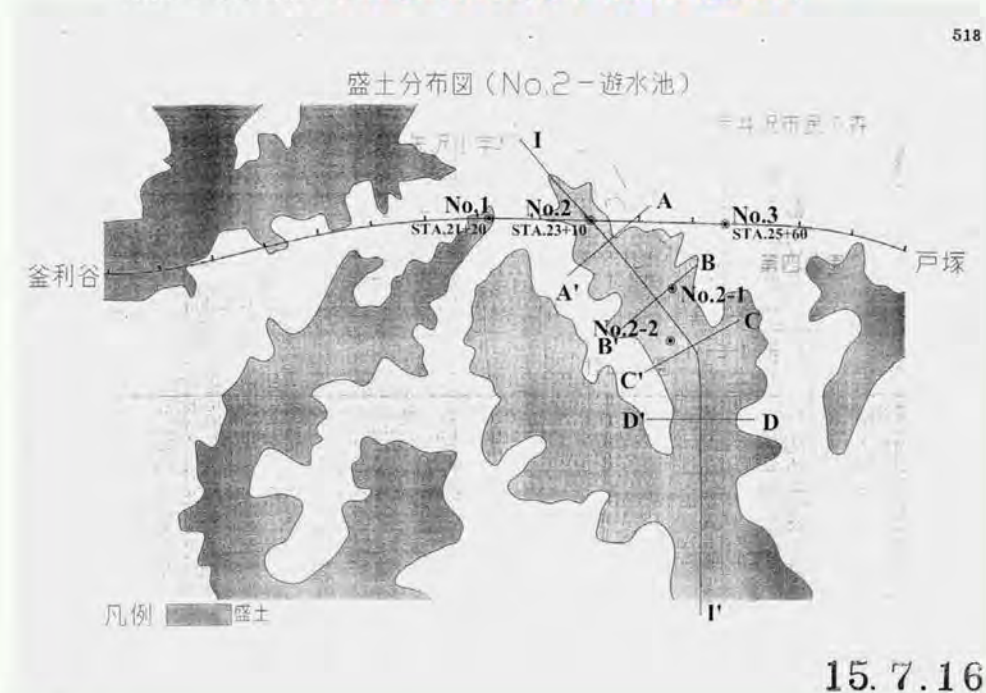 518
盛土分布図(No.2-遊水池)
I
A
No.1
No.2
No.3
STA.21+20
STA.23+10
STA.25+60
釜利谷
戸塚
B
A'
No.2-1
No.2-2
B'
C
C'
D'
D
凡例
盛土
I'
15.7.16